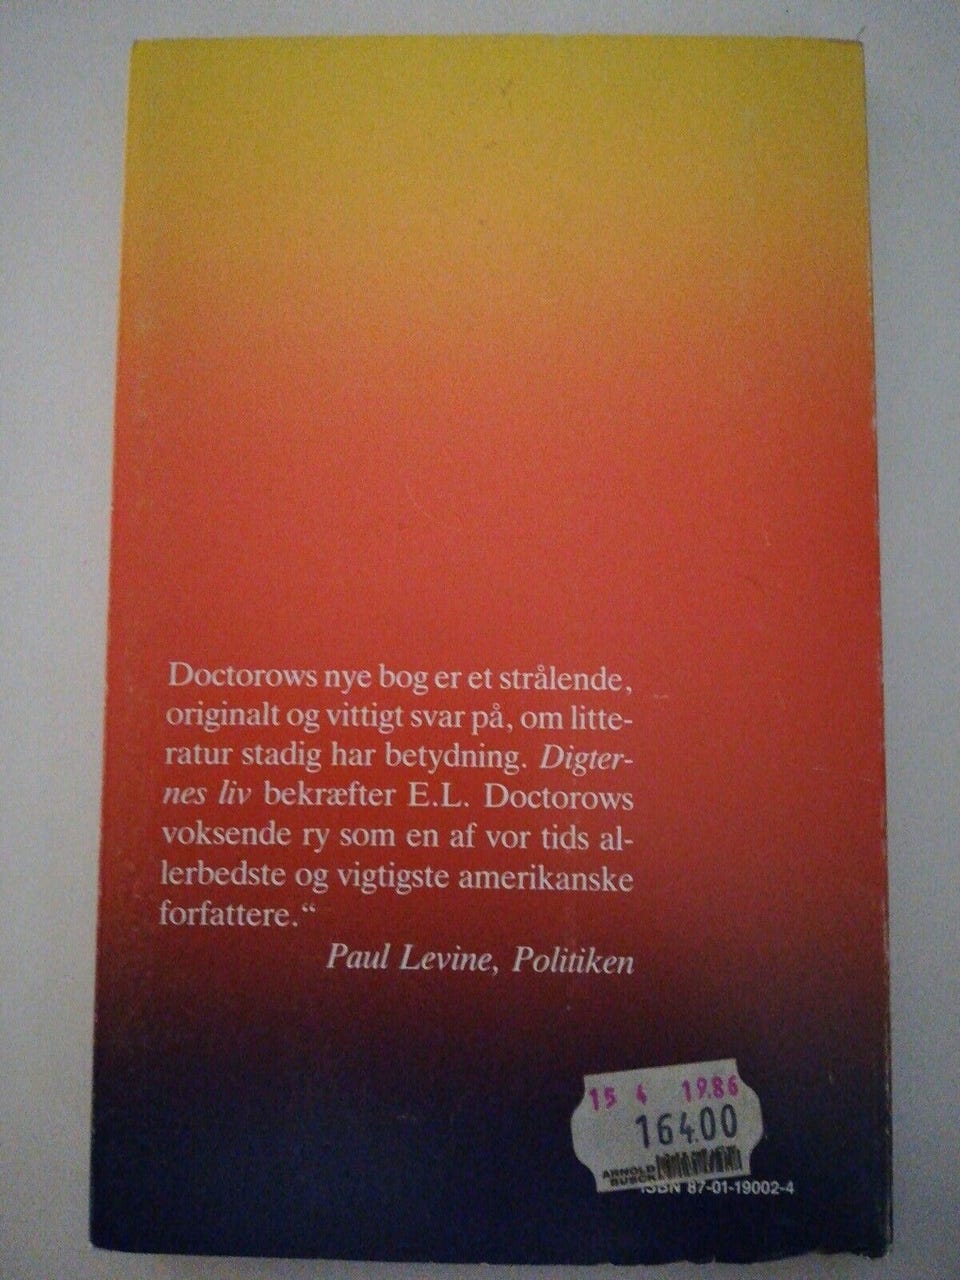 Doctorows nye bog er et strålende,
originalt og vittigt svar på, om litte-
ratur stadig har betydning. Digter-
nes liv bekræfter E.L. Doctorows
voksende ry som en af vor tids al-
lerbedste og vigtigste amerikanske
forfattere.“
Paul Levine, Politiken
15 4 1986
164.00
ARNOLD
BUSCK
ISBN 87-01-19002-4